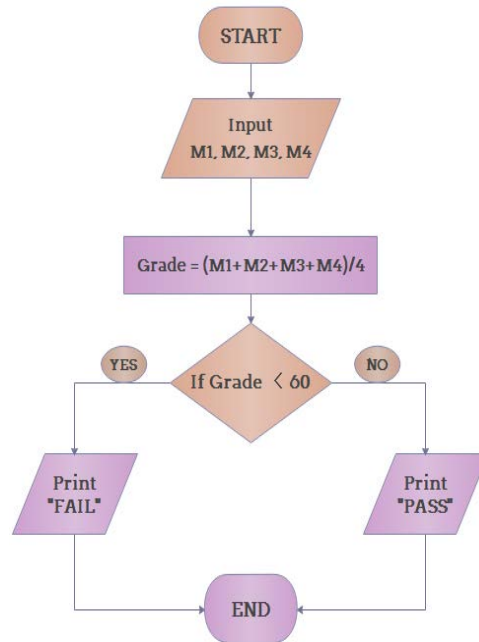 START
Input
M1, M2, M3, M4
Grade = (M1+M2+M3+M4)/4
If Grade < 60
YES
NO
Print
"FAIL"
Print
"PASS"
END